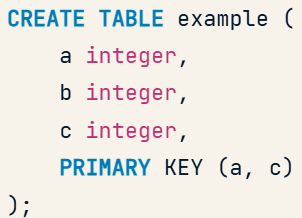 CREATE TABLE example (
    a integer,
    b integer,
    c integer,
    PRIMARY KEY (a, c)
);